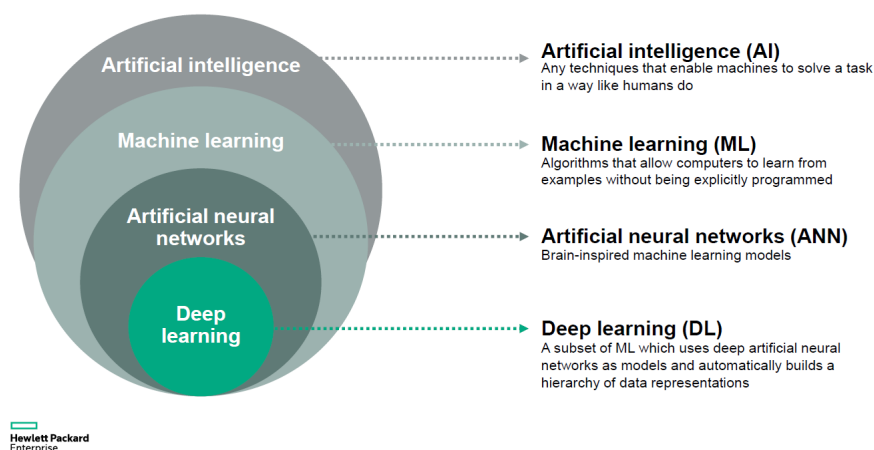 Artificial intelligence
Machine learning
Artificial neural
networks
Deep
learning
Artificial intelligence (AI)
Any techniques that enable machines to solve a task
in a way like humans do
Machine learning (ML)
Algorithms that allow computers to learn from
examples without being explicitly programmed
Artificial neural networks (ANN)
Brain-inspired machine learning models
Deep learning (DL)
A subset of ML which uses deep artificial neural
networks as models and automatically builds a
hierarchy of data representations
Hewlett Packard
Enterprise